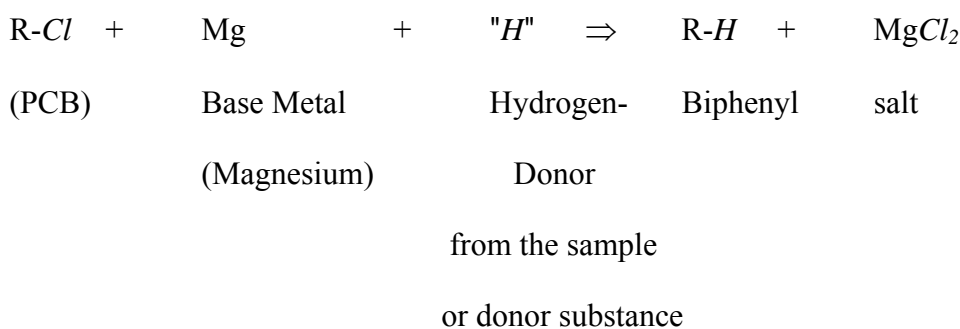 R-Cl + Mg + "H" ⇒ R-H + MgCl₂
(PCB) Base Metal Hydrogen- Biphenyl salt
(Magnesium) Donor
from the sample
or donor substance